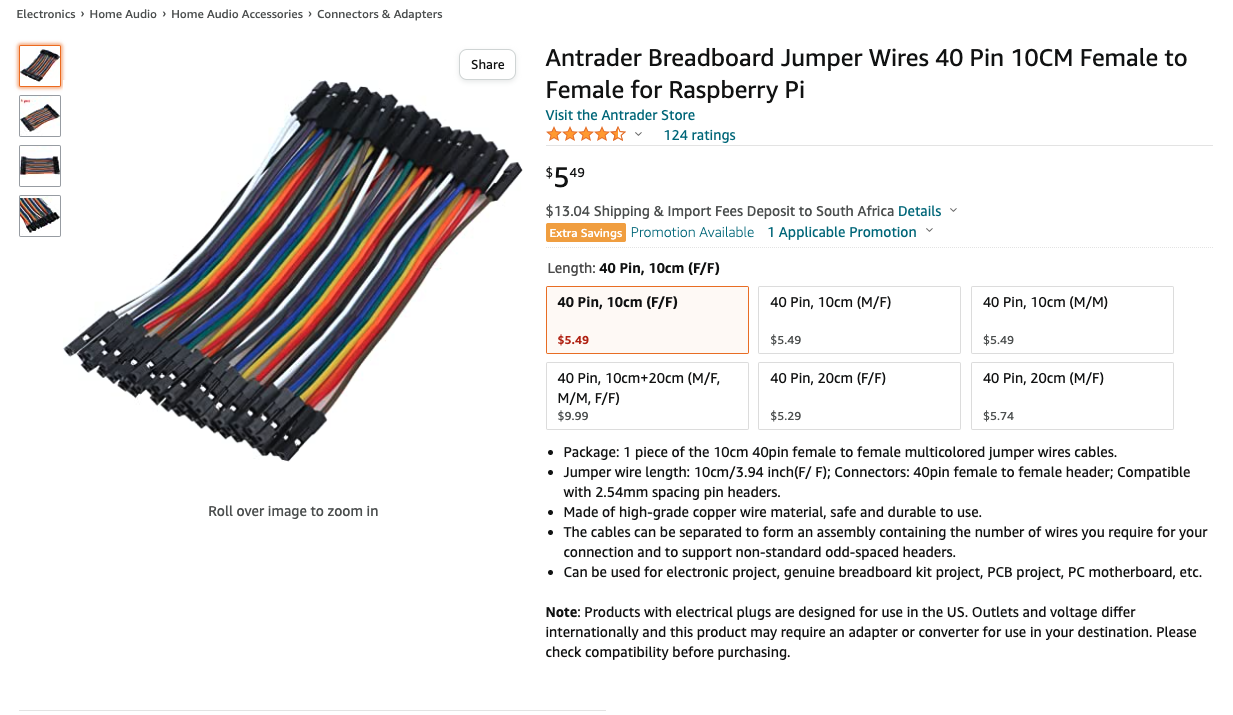 Electronics › Home Audio › Home Audio Accessories › Connectors & Adapters
Share
Roll over image to zoom in
Antrader Breadboard Jumper Wires 40 Pin 10CM Female to
Female for Raspberry Pi
Visit the Antrader Store
124 ratings
$5.49
$13.04 Shipping & Import Fees Deposit to South Africa Details
Extra Savings Promotion Available 1 Applicable Promotion
Length: 40 Pin, 10cm (F/F)
40 Pin, 10cm (F/F)
$5.49
40 Pin, 10cm (M/F)
$5.49
40 Pin, 10cm (M/M)
$5.49
40 Pin, 10cm+20cm (M/F,
M/M, F/F)
$9.99
40 Pin, 20cm (F/F)
$5.29
40 Pin, 20cm (M/F)
$5.74
• Package: 1 piece of the 10cm 40pin female to female multicolored jumper wires cables.
• Jumper wire length: 10cm/3.94 inch(F/ F); Connectors: 40pin female to female header; Compatible
with 2.54mm spacing pin headers.
• Made of high-grade copper wire material, safe and durable to use.
• The cables can be separated to form an assembly containing the number of wires you require for your
connection and to support non-standard odd-spaced headers.
• Can be used for electronic project, genuine breadboard kit project, PCB project, PC motherboard, etc.
Note: Products with electrical plugs are designed for use in the US. Outlets and voltage differ
internationally and this product may require an adapter or converter for use in your destination. Please
check compatibility before purchasing.